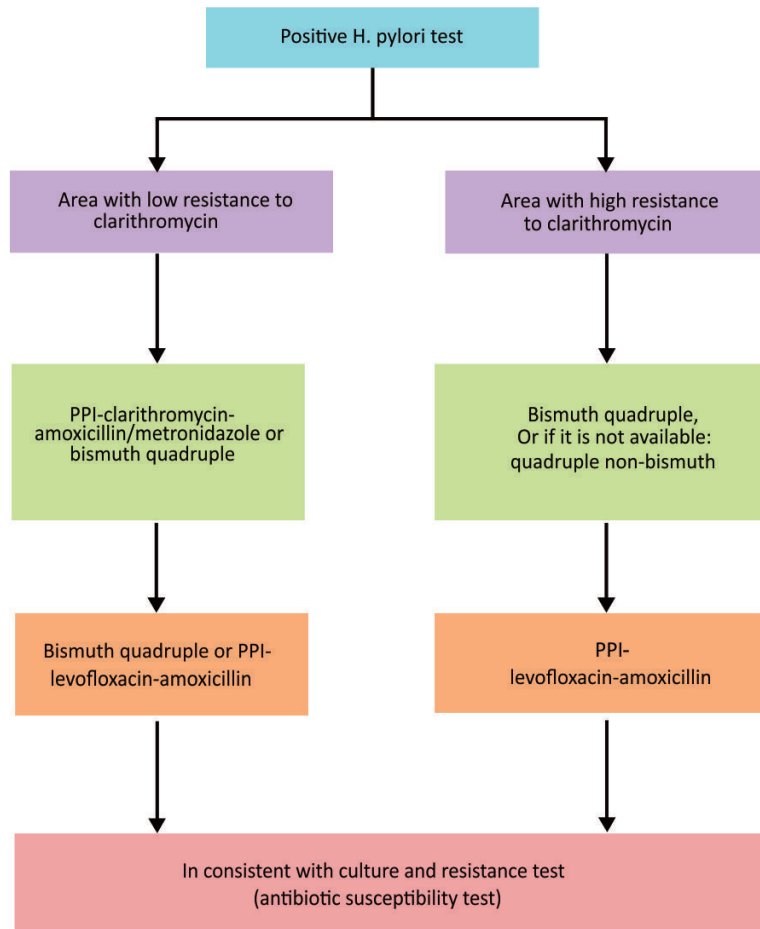 Positive H. pylori test
Area with low resistance to
clarithromycin
Area with high resistance
to clarithromycin
PPI-clarithromycin-
amoxicillin/metronidazole or
bismuth quadruple
Bismuth quadruple,
Or if it is not available:
quadruple non-bismuth
Bismuth quadruple or PPI-
levofloxacin-amoxicillin
PPI-
levofloxacin-amoxicillin
In consistent with culture and resistance test
(antibiotic susceptibility test)